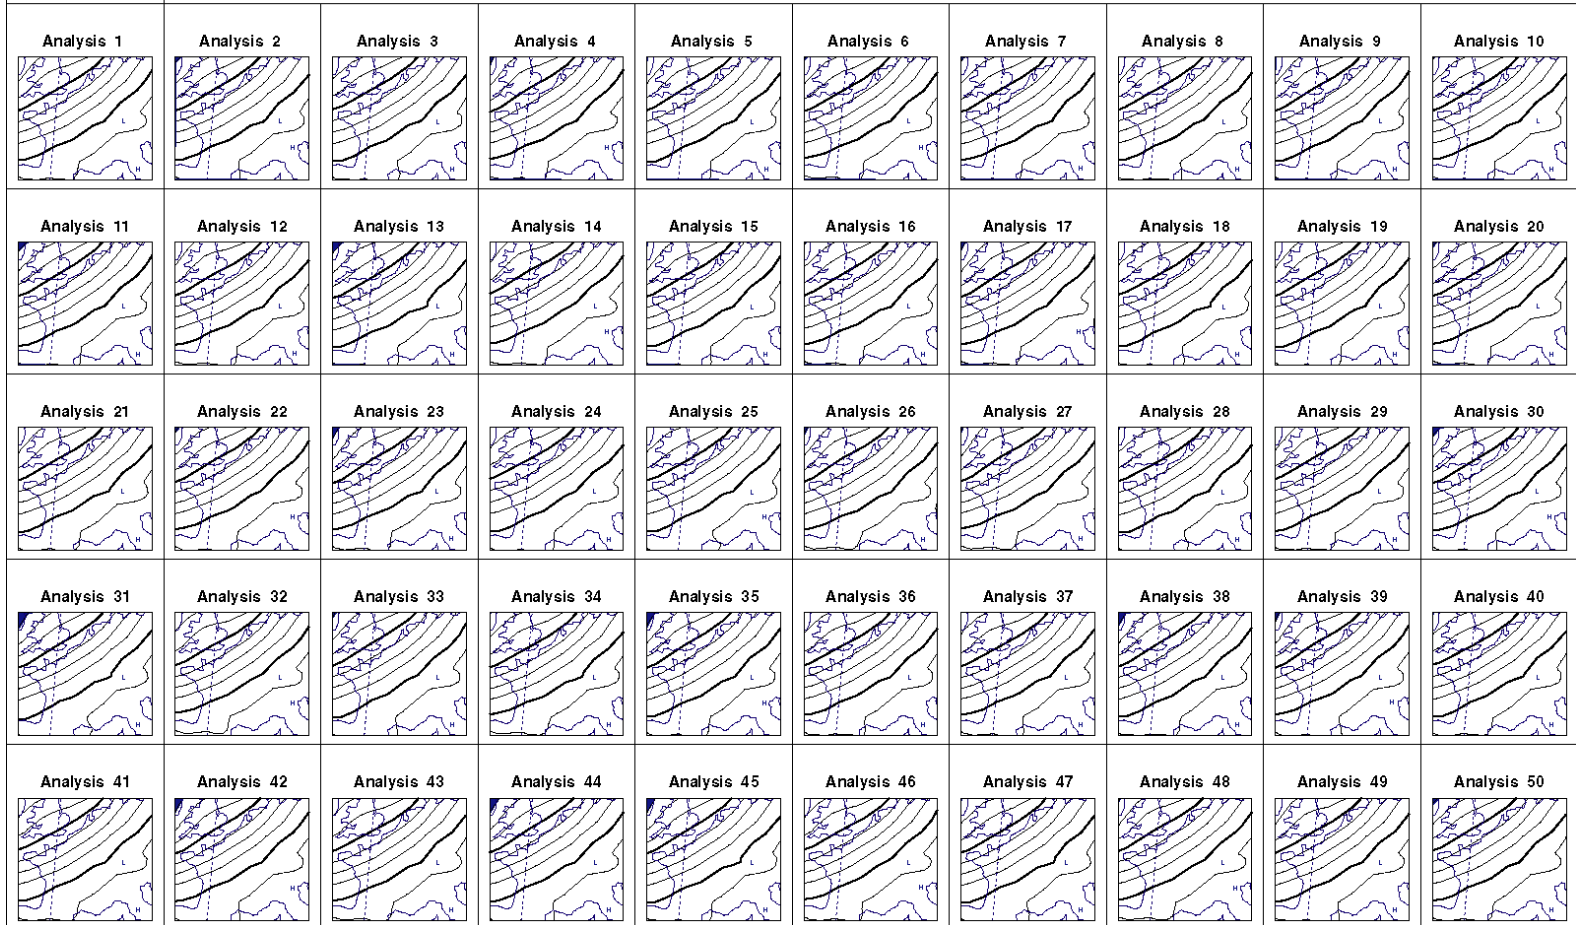 Analysis 1 Analysis 2 Analysis 3 Analysis 4 Analysis 5 Analysis 6 Analysis 7 Analysis 8 Analysis 9 Analysis 10
L L L L L L L L L L
H
H H H H H H H H H
Analysis 11 Analysis 12 Analysis 13 Analysis 14 Analysis 15 Analysis 16 Analysis 17 Analysis 18 Analysis 19 Analysis 20
L L L L L L L L L L
H H
H H H H H H H H
Analysis 21 Analysis 22 Analysis 23 Analysis 24 Analysis 25 Analysis 26 Analysis 27 Analysis 28 Analysis 29 Analysis 30
L L L L L L L L L L
H H H
H H H H H H H
Analysis 31 Analysis 32 Analysis 33 Analysis 34 Analysis 35 Analysis 36 Analysis 37 Analysis 38 Analysis 39 Analysis 40
L L L L L L L L L L
H H
H H H H H H H H
Analysis 41 Analysis 42 Analysis 43 Analysis 44 Analysis 45 Analysis 46 Analysis 47 Analysis 48 Analysis 49 Analysis 50
L L L L L L L L L L
H H H
H H H H H H H